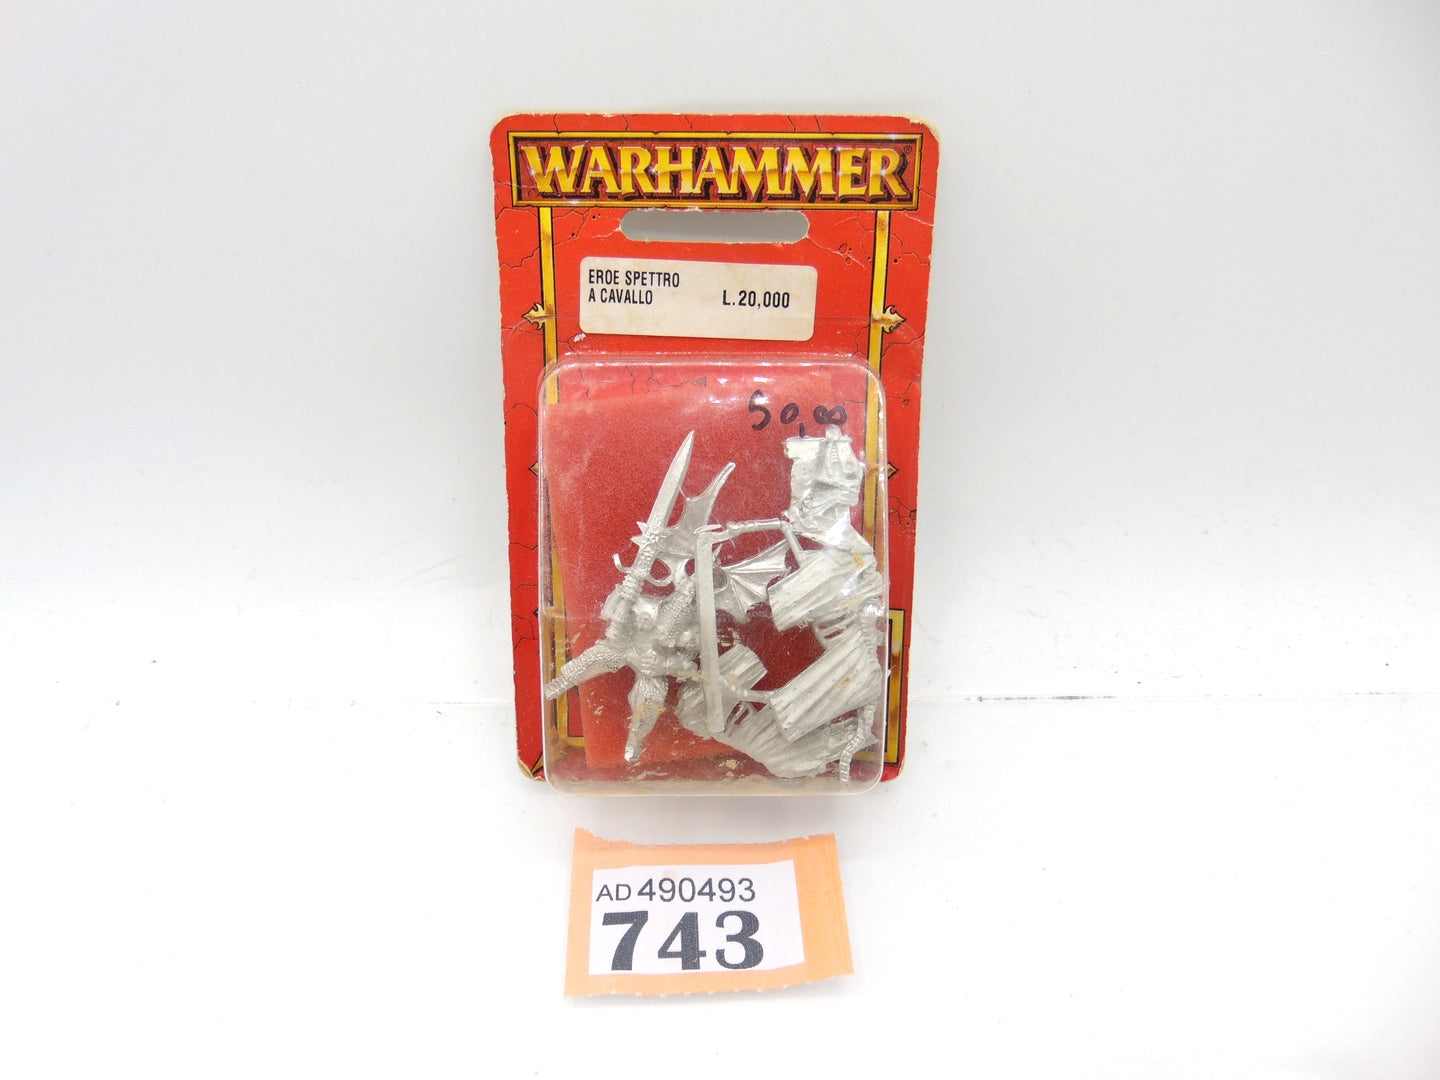 WARHAMMER®
EROE SPETTRO
A CAVALLO L.20,000
50,00
AD 490493
743